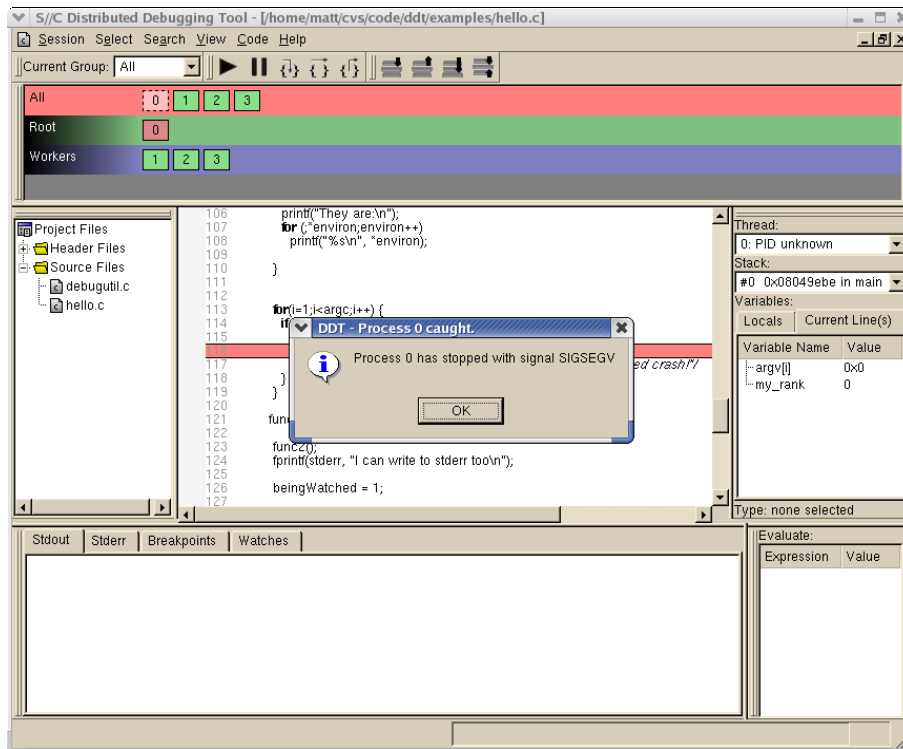 S//C Distributed Debugging Tool - [/home/matt/cvs/code/ddt/examples/hello.c]
Session Select Search View Code Help
Current Group: All
All 0 1 2 3
Root 0
Workers 1 2 3
Project Files
Header Files
Source Files
debugutil.c
hello.c
106 printf("They are:\n");
107 for (;*environ;environ++)
108 printf("%s\n", *environ);
109
110 }
111
112
113 for(i=1;i<argc;i++) {
114 if
115
116
117 ed crash!*/
118 }
119 }
120
121 fun
122
123 func2();
124 fprintf(stderr, "I can write to stderr too\n");
125
126 beingWatched = 1;
127
DDT - Process 0 caught.
Process 0 has stopped with signal SIGSEGV
OK
Thread:
0: PID unknown
Stack:
#0 0x08049ebe in main
Variables:
Locals Current Line(s)
Variable Name Value
argv[i] 0x0
my_rank 0
Type: none selected
Stdout Stderr Breakpoints Watches
Evaluate:
Expression Value